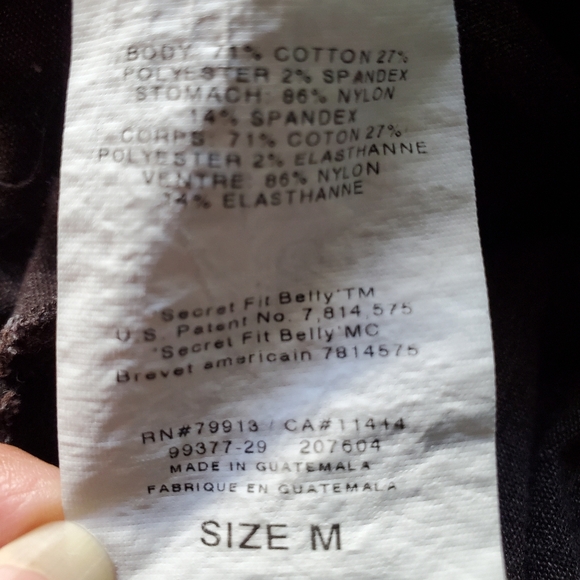 BODY: 71% COTTON 27%
POLYESTER 2% SPANDEX
STOMACH: 86% NYLON
14% SPANDEX
CORPS: 71% COTON 27%
POLYESTER 2% ELASTHANNE
VENTRE: 86% NYLON
14% ELASTHANNE
"Secret Fit Belly"TM
U.S. Patent No. 7,814,575
"Secret Fit Belly"MC
Brevet americain 7814575
RN#79913 / CA#11444
99377-29 207604
MADE IN GUATEMALA
FABRIQUE EN GUATEMALA
SIZE M